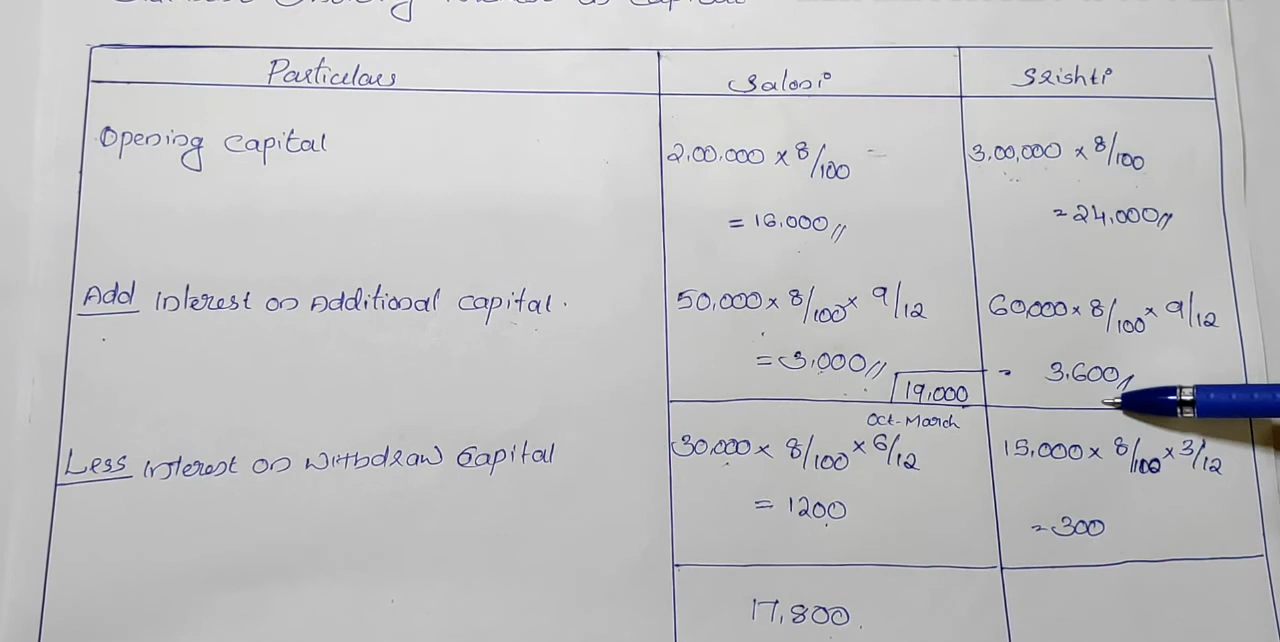 Particulars Saloni Srishti
Opening Capital 2,00,000 × 8/100 = 3,00,000 × 8/100
= 16,000// = 24,000//
Add interest on Additional capital. 50,000 × 8/100 × 9/12 60,000 × 8/100 × 9/12
= 3,000// = 3,600//
19,000
Oct-March
Less interest on withdraw Capital 30,000 × 8/100 × 6/12 15,000 × 8/100 × 3/12
= 1200 = 300
17,800.